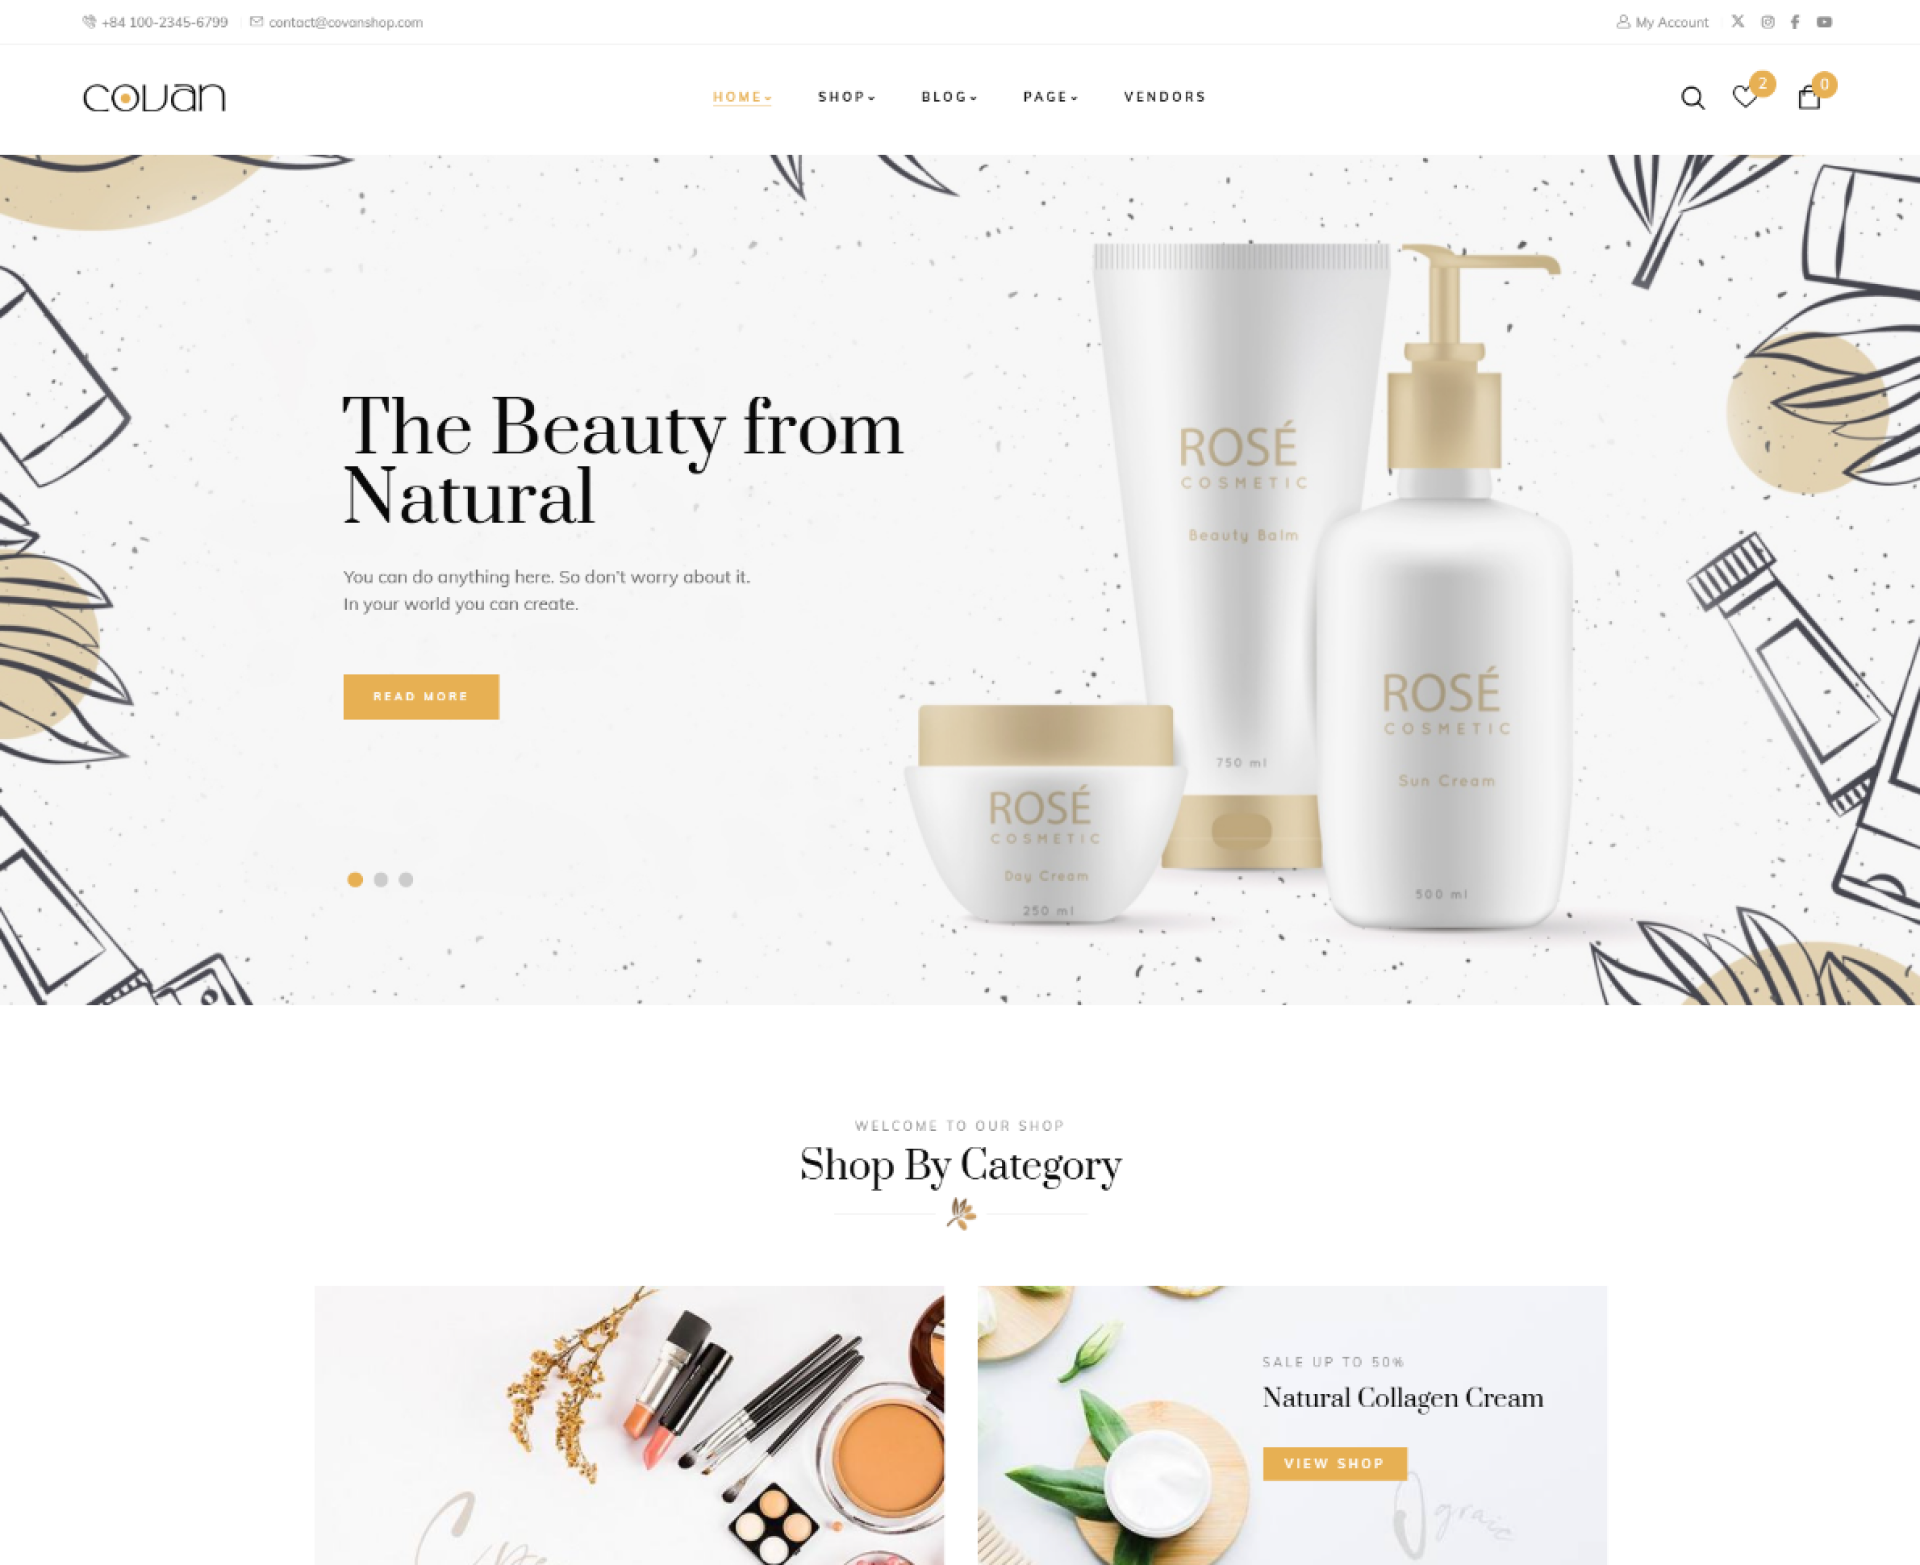 +84 100-2345-6799
contact@covanshop.com
My Account
covan
HOME
SHOP
BLOG
PAGE
VENDORS
2
0
The Beauty from
Natural
You can do anything here. So don't worry about it.
In your world you can create.
READ MORE
ROSÉ
COSMETIC
Beauty Balm
750 ml
ROSÉ
COSMETIC
Sun Cream
500 ml
ROSÉ
COSMETIC
Day Cream
250 ml
WELCOME TO OUR SHOP
Shop By Category
SALE UP TO 50%
Natural Collagen Cream
VIEW SHOP